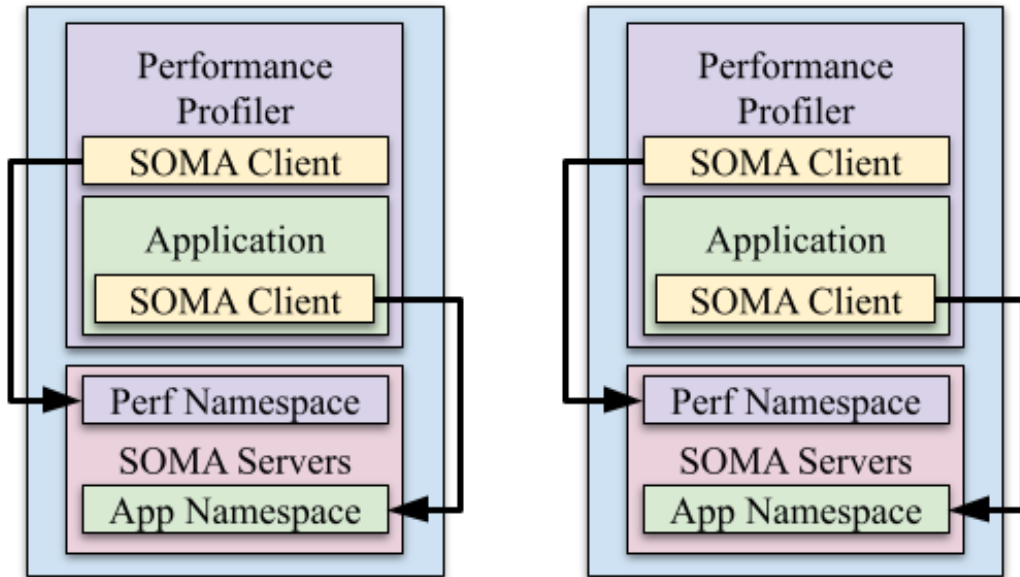 Performance
Profiler
SOMA Client
Application
SOMA Client
Perf Namespace
SOMA Servers
App Namespace
Performance
Profiler
SOMA Client
Application
SOMA Client
Perf Namespace
SOMA Servers
App Namespace